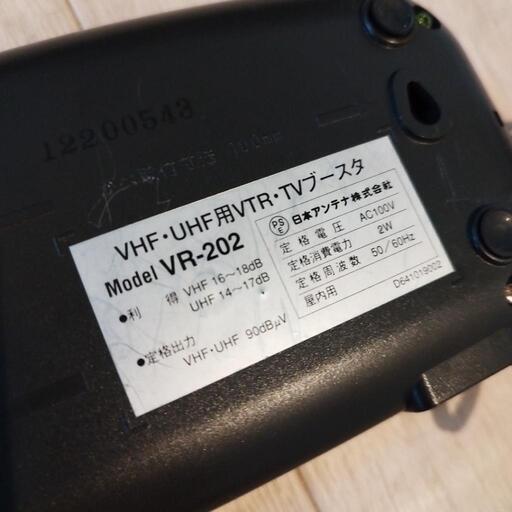 12200543
100mm
VHF・UHF用VTR・TVブースタ
Model VR-202
●利 得 VHF 16〜18dB
UHF 14〜17dB
●定格出力
VHF・UHF 90dBμV
PSE 日本アンテナ株式会社
定格電圧 AC100V
定格消費電力 2W
定格周波数 50/60Hz
屋内用
D641019002